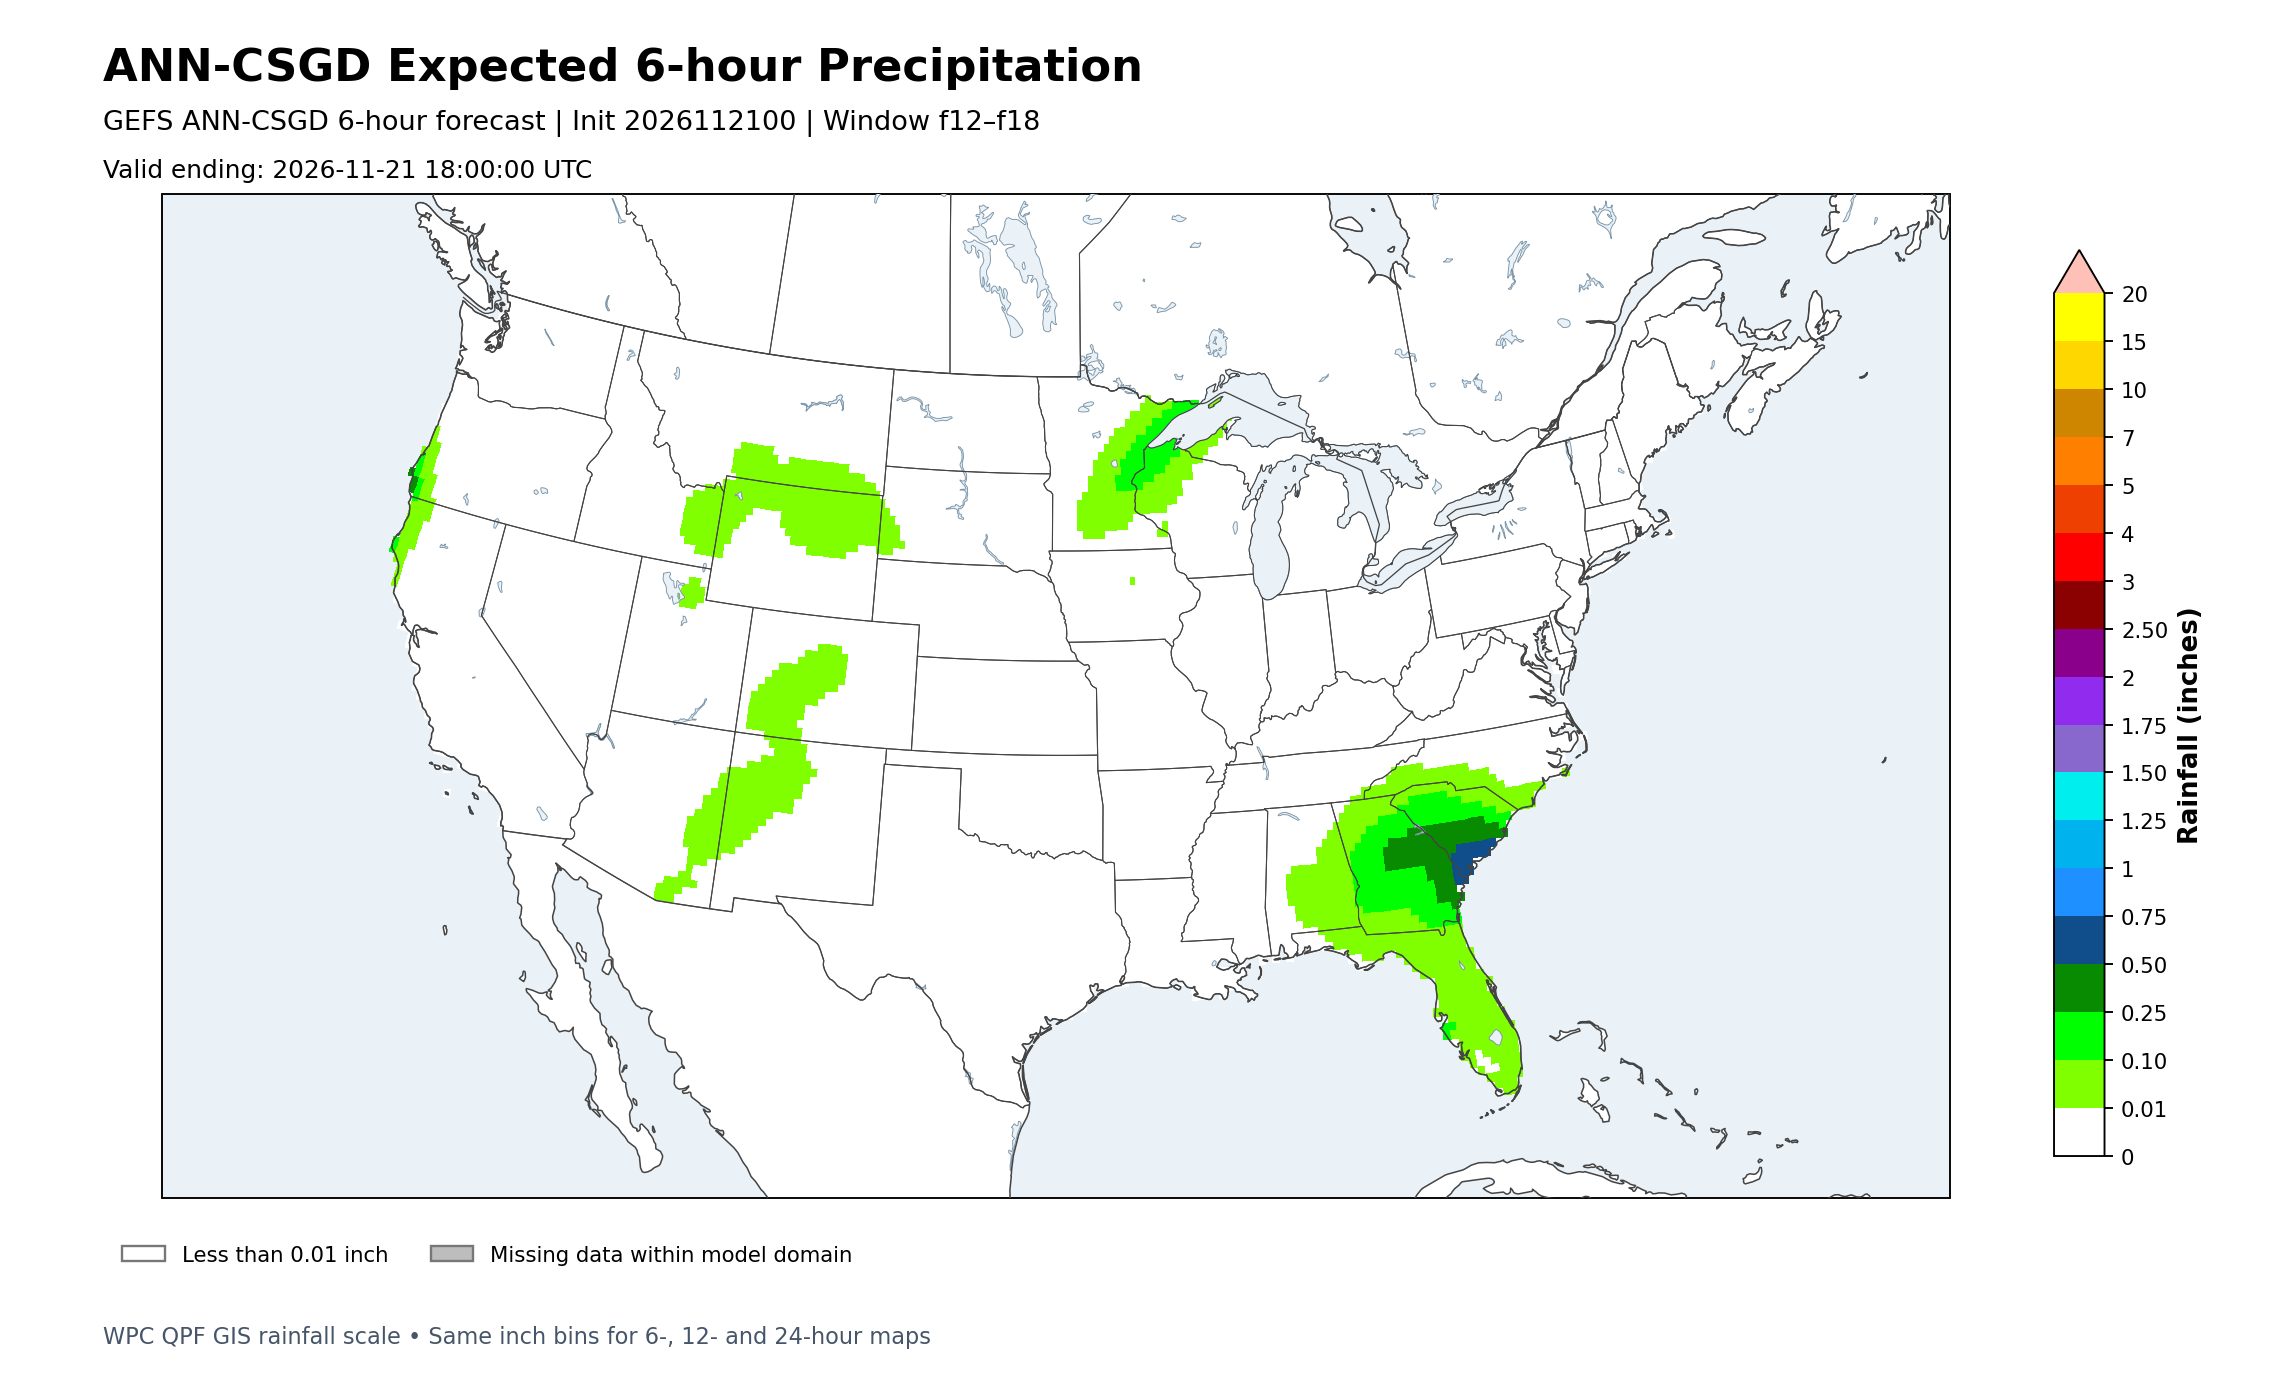 ANN-CSGD Expected 6-hour Precipitation
GEFS ANN-CSGD 6-hour forecast | Init 2026112100 | Window f12–f18
Valid ending: 2026-11-21 18:00:00 UTC
20
15
10
7
5
4
3
2.50
2
1.75
1.50
1.25
1
0.75
0.50
0.25
0.10
0.01
0
Rainfall (inches)
Less than 0.01 inch
Missing data within model domain
WPC QPF GIS rainfall scale • Same inch bins for 6-, 12- and 24-hour maps